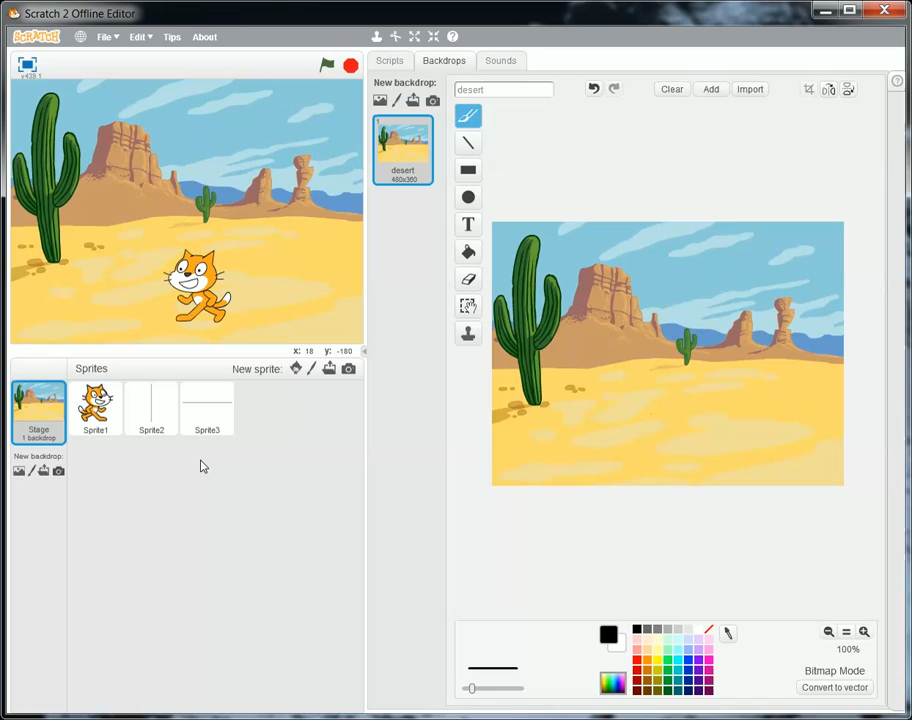 Scratch 2 Offline Editor
SCRATCH File Edit Tips About
v439.1
Scripts Backdrops Sounds
New backdrop:
1
desert
480x360
desert
Clear Add Import
T
x: 18 y: -180
Sprites New sprite:
Stage
1 backdrop
Sprite1 Sprite2 Sprite3
New backdrop:
100%
Bitmap Mode
Convert to vector